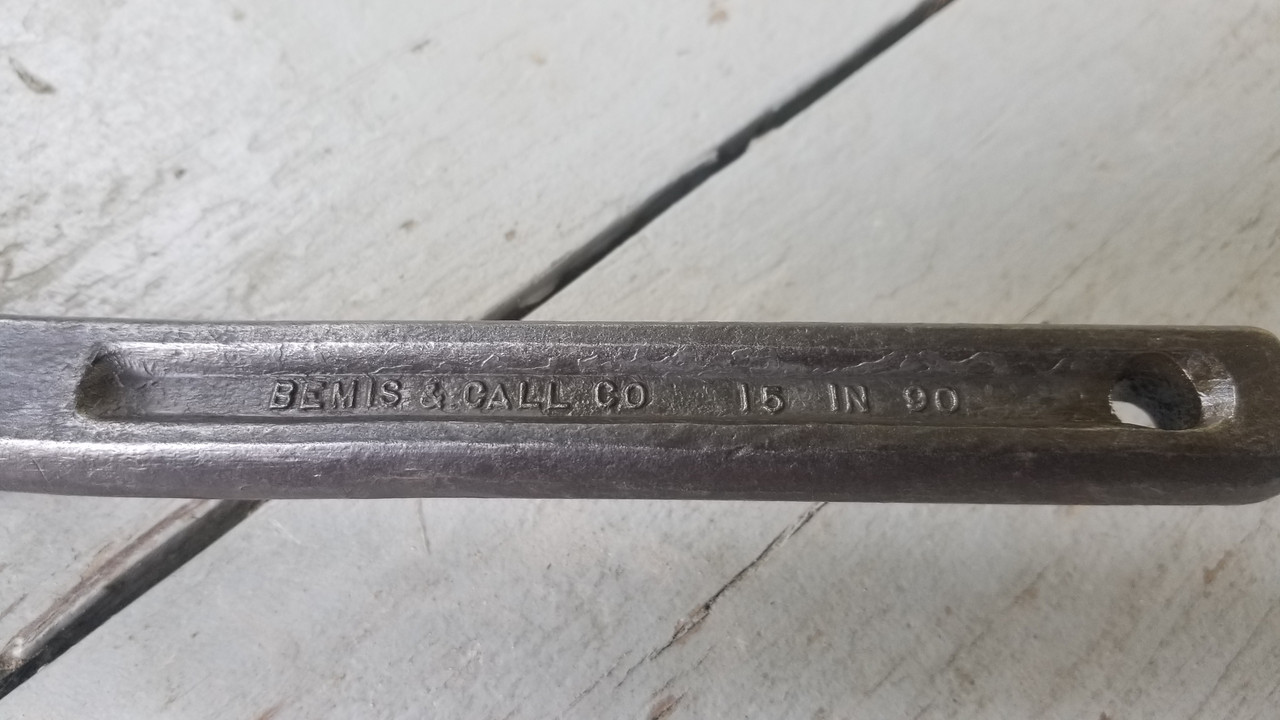 BEMIS & CALL CO 15 IN 90